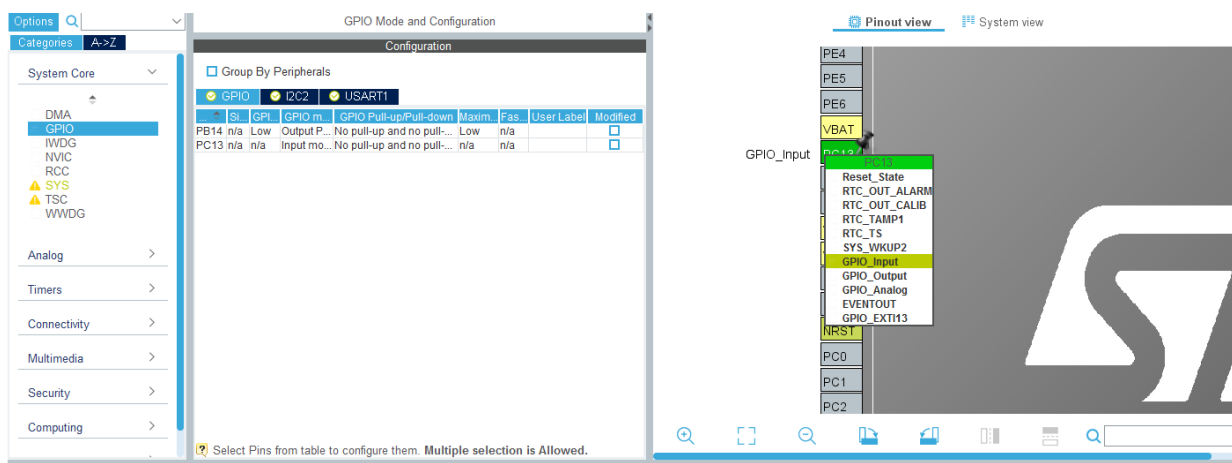 Options
Categories A->Z
System Core
DMA
GPIO
IWDG
NVIC
RCC
SYS
TSC
WWDG
Analog
Timers
Connectivity
Multimedia
Security
Computing
GPIO Mode and Configuration
Configuration
Group By Peripherals
GPIO I2C2 USART1
... Si... GPI... GPIO m... GPIO Pull-up/Pull-down Maxim... Fas... User Label Modified
PB14 n/a Low Output P... No pull-up and no pull-... Low n/a
PC13 n/a n/a Input mo... No pull-up and no pull-... n/a n/a
Select Pins from table to configure them. Multiple selection is Allowed.
Pinout view System view
PE4
PE5
PE6
VBAT
GPIO_Input PC13/
PC13
Reset_State
RTC_OUT_ALARM
RTC_OUT_CALIB
RTC_TAMP1
RTC_TS
SYS_WKUP2
GPIO_Input
GPIO_Output
GPIO_Analog
EVENTOUT
GPIO_EXTI13
NRST
PC0
PC1
PC2